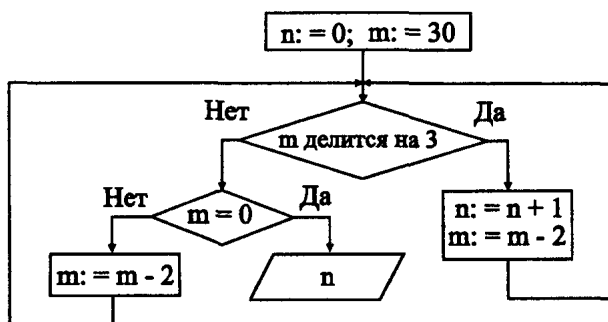 n: = 0; m: = 30
Нет
Да
m делится на 3
Нет
Да
m = 0
n: = n + 1
m: = m - 2
m: = m - 2
n